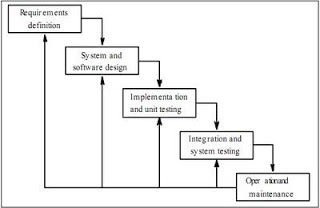 Requirements
definition
System and
software design
Implementa tion
and unit testing
Integration and
system testing
Oper ationand
maintenance